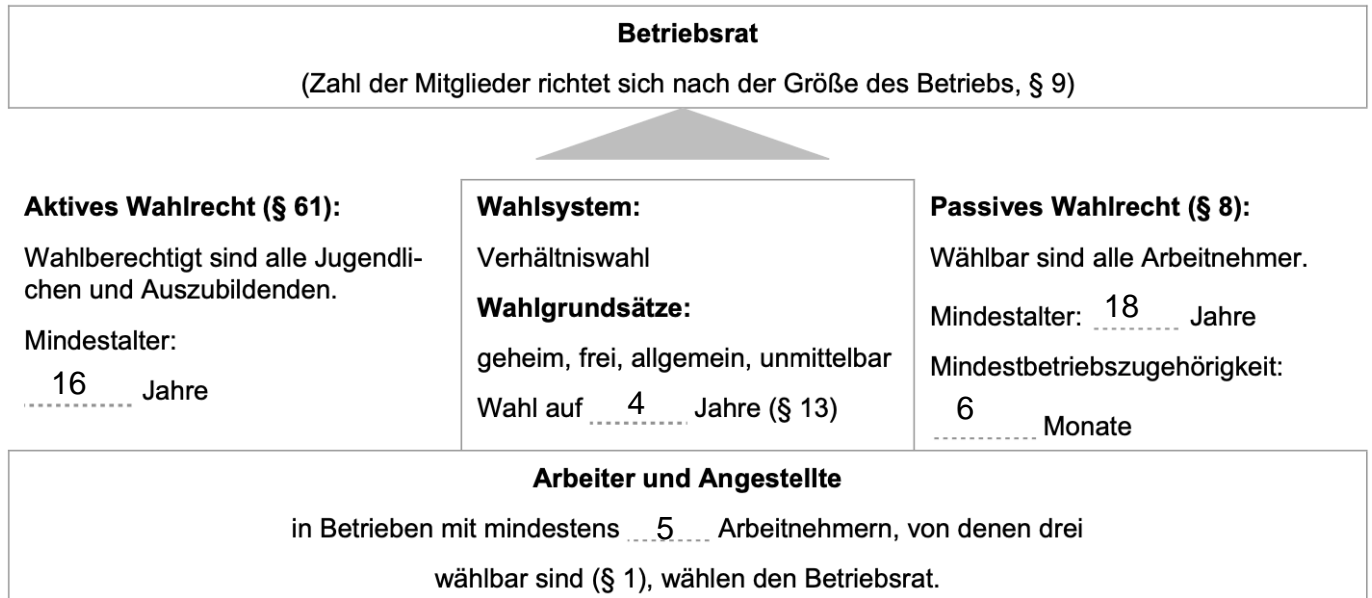 Betriebsrat
(Zahl der Mitglieder richtet sich nach der Größe des Betriebs, § 9)
Aktives Wahlrecht (§ 61):
Wahlberechtigt sind alle Jugendli-
chen und Auszubildenden.
Mindestalter:
16 Jahre
Wahlsystem:
Verhältniswahl
Wahlgrundsätze:
geheim, frei, allgemein, unmittelbar
Wahl auf 4 Jahre (§ 13)
Passives Wahlrecht (§ 8):
Wählbar sind alle Arbeitnehmer.
Mindestalter: 18 Jahre
Mindestbetriebszugehörigkeit:
6 Monate
Arbeiter und Angestellte
in Betrieben mit mindestens 5 Arbeitnehmern, von denen drei
wählbar sind (§ 1), wählen den Betriebsrat.